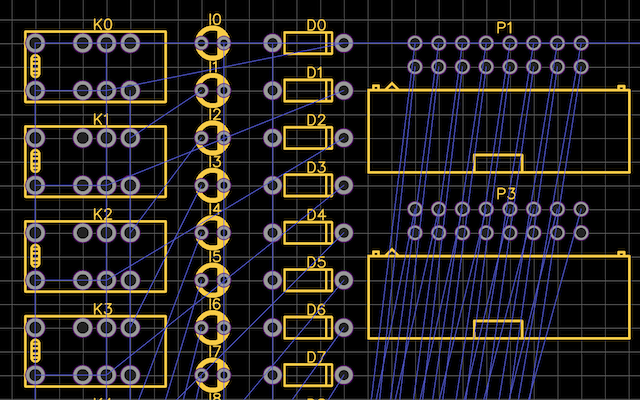 K0 I0 D0 P1
I1 D1
K1 I2 D2
I3 D3
K2 I4 D4 P3
I5 D5
K3 I6 D6
I7 D7
I8